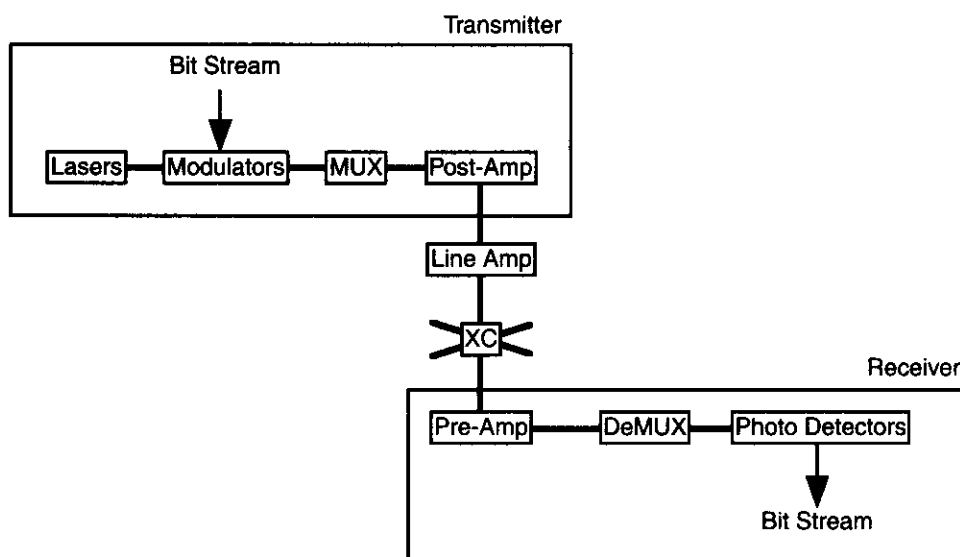 Transmitter
Bit Stream
Lasers
Modulators
MUX
Post-Amp
Line Amp
XC
Receiver
Pre-Amp
DeMUX
Photo Detectors
Bit Stream